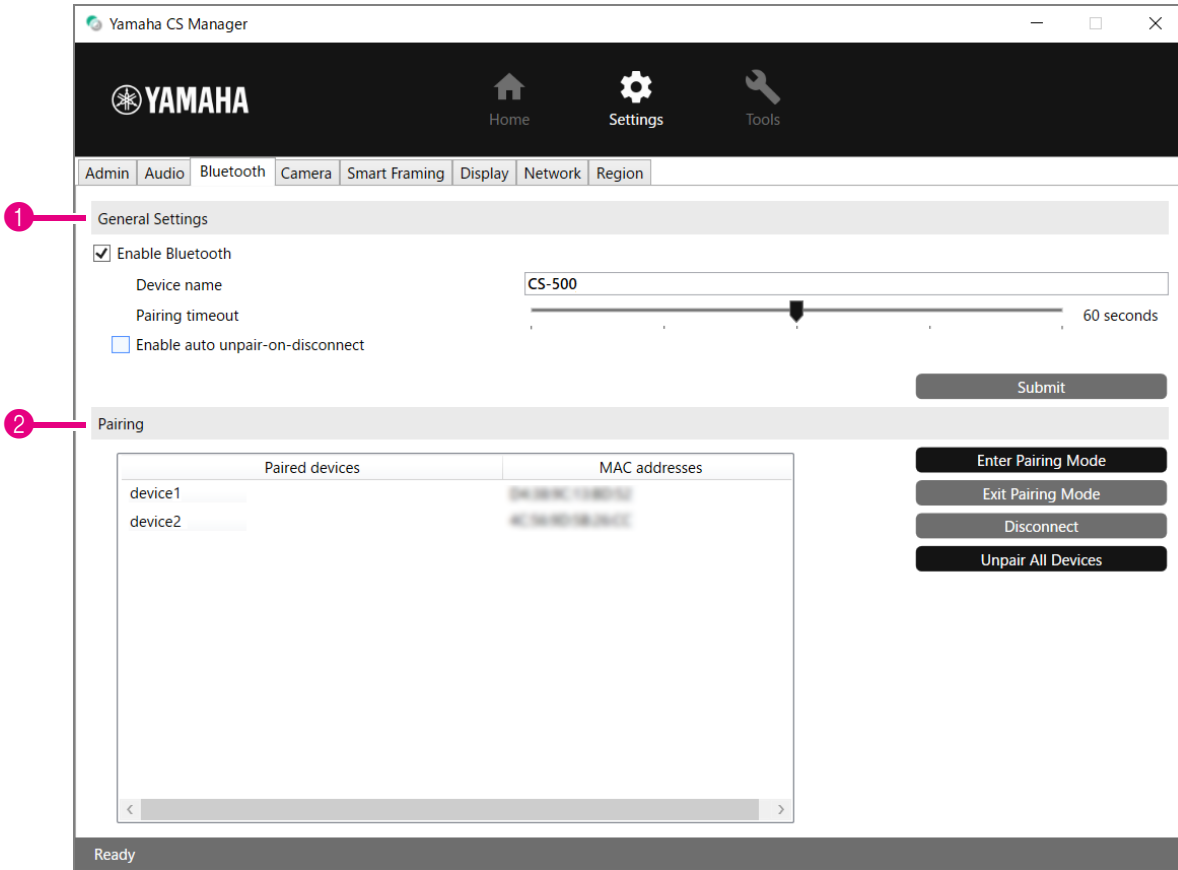 Yamaha CS Manager
YAMAHA
Home Settings Tools
Admin Audio Bluetooth Camera Smart Framing Display Network Region
1 General Settings
Enable Bluetooth
Device name CS-500
Pairing timeout 60 seconds
Enable auto unpair-on-disconnect
Submit
2 Pairing
Paired devices MAC addresses
Enter Pairing Mode
device1
Exit Pairing Mode
device2
Disconnect
Unpair All Devices
Ready